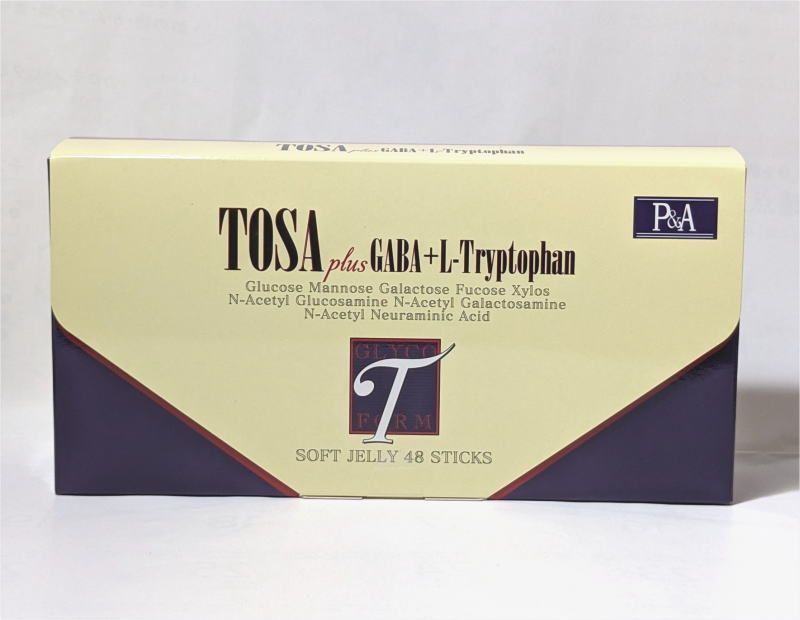 TOSA plus GABA+L-Tryptophan
P&A
TOSA plus GABA+L-Tryptophan
Glucose Mannose Galactose Fucose Xylos
N-Acetyl Glucosamine N-Acetyl Galactosamine
N-Acetyl Neuraminic Acid
GLYCO
T
FORM
SOFT JELLY 48 STICKS